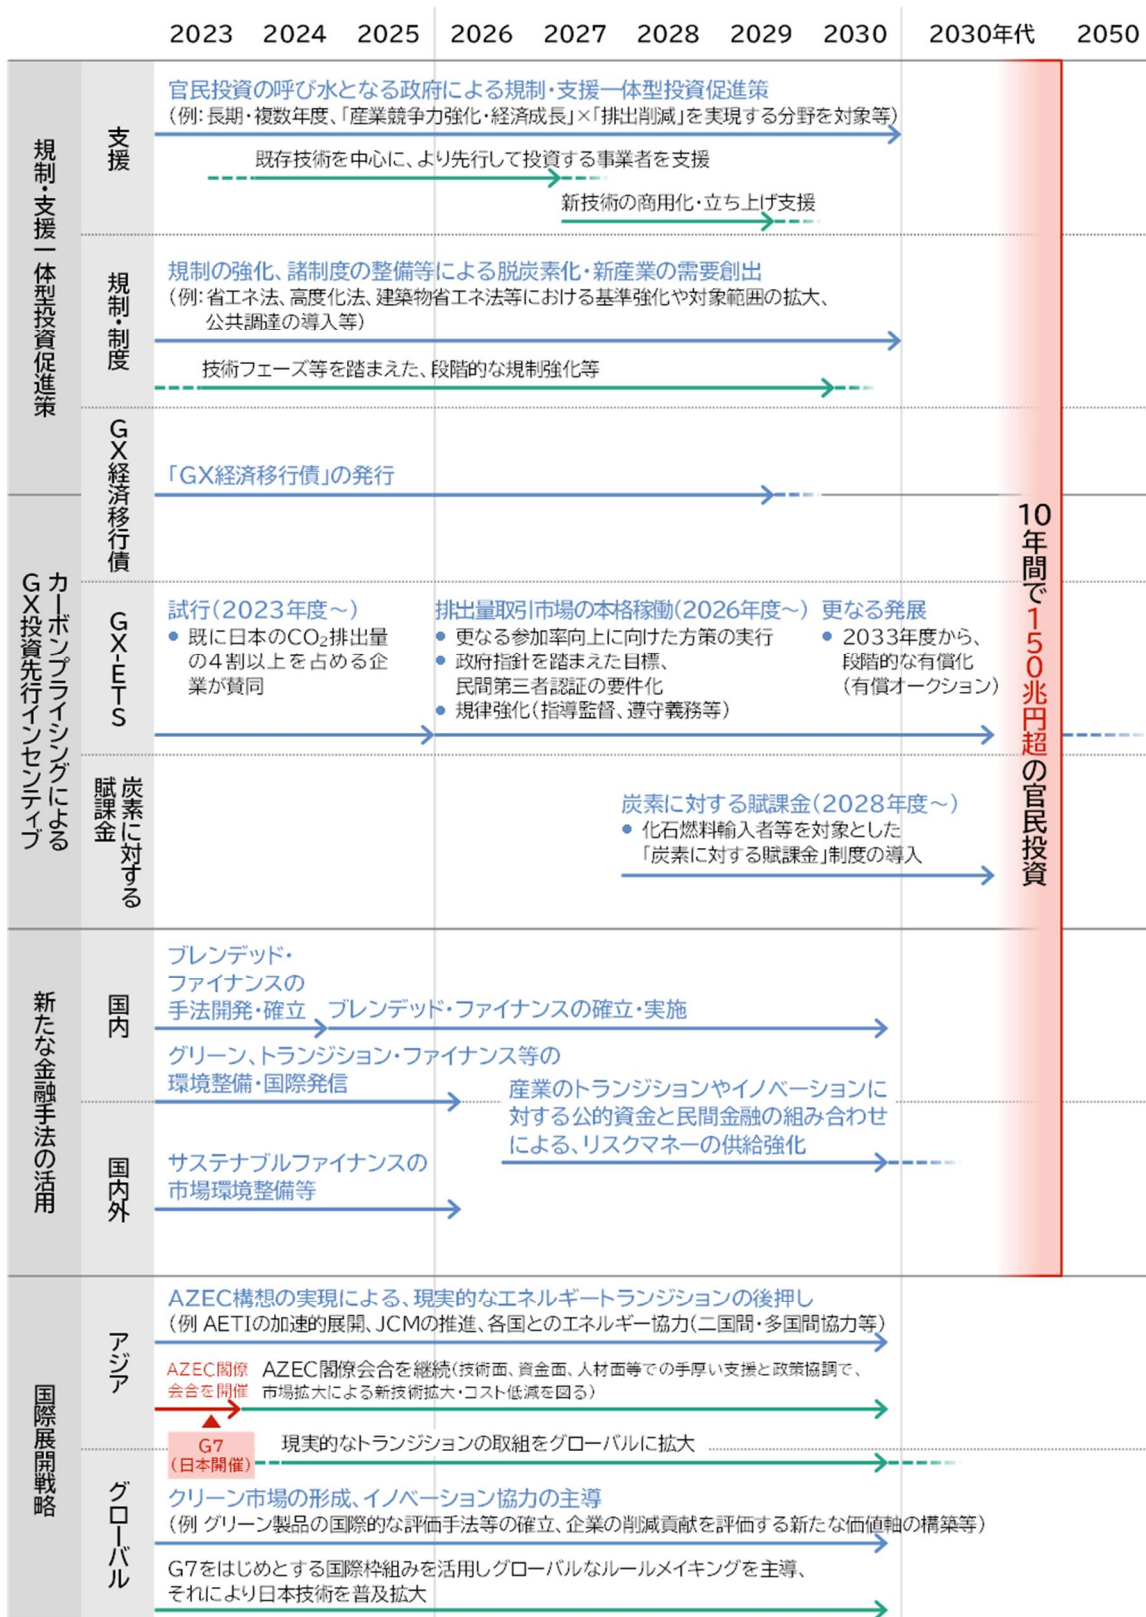 2023 2024 2025 2026 2027 2028 2029 2030 2030年代 2050
規制・支援一体型投資促進策
支援
官民投資の呼び水となる政府による規制・支援一体型投資促進策
(例:長期・複数年度、「産業競争力強化・経済成長」×「排出削減」を実現する分野を対象等)
既存技術を中心に、より先行して投資する事業者を支援
新技術の商用化・立ち上げ支援
規制・制度
規制の強化、諸制度の整備等による脱炭素化・新産業の需要創出
(例:省エネ法、高度化法、建築物省エネ法等における基準強化や対象範囲の拡大、
公共調達の導入等)
技術フェーズ等を踏まえた、段階的な規制強化等
GX経済移行債
「GX経済移行債」の発行
カーボンプライシングによる
GX投資先行インセンティブ
GX-ETS
試行(2023年度~)
● 既に日本のCO₂排出量
の4割以上を占める企
業が賛同
排出量取引市場の本格稼働(2026年度~)
● 更なる参加率向上に向けた方策の実行
● 政府指針を踏まえた目標、
民間第三者認証の要件化
● 規律強化(指導監督、遵守義務等)
更なる発展
● 2033年度から、
段階的な有償化
(有償オークション)
炭素に対する
賦課金
炭素に対する賦課金(2028年度~)
● 化石燃料輸入者等を対象とした
「炭素に対する賦課金」制度の導入
10年間で150兆円超の官民投資
新たな金融手法の活用
国内
ブレンデッド・
ファイナンスの
手法開発・確立
ブレンデッド・ファイナンスの確立・実施
グリーン、トランジション・ファイナンス等の
環境整備・国際発信
産業のトランジションやイノベーションに
対する公的資金と民間金融の組み合わせ
による、リスクマネーの供給強化
国内外
サステナブルファイナンスの
市場環境整備等
国際展開戦略
アジア
AZEC構想の実現による、現実的なエネルギートランジションの後押し
(例 AETIの加速的展開、JCMの推進、各国とのエネルギー協力(二国間・多国間協力等)
AZEC閣僚
会合を開催
AZEC閣僚会合を継続(技術面、資金面、人材面等での手厚い支援と政策協調で、
市場拡大による新技術拡大・コスト低減を図る)
G7
(日本開催)
現実的なトランジションの取組をグローバルに拡大
グローバル
クリーン市場の形成、イノベーション協力の主導
(例 グリーン製品の国際的な評価手法等の確立、企業の削減貢献を評価する新たな価値軸の構築等)
G7をはじめとする国際枠組みを活用しグローバルなルールメイキングを主導、
それにより日本技術を普及拡大